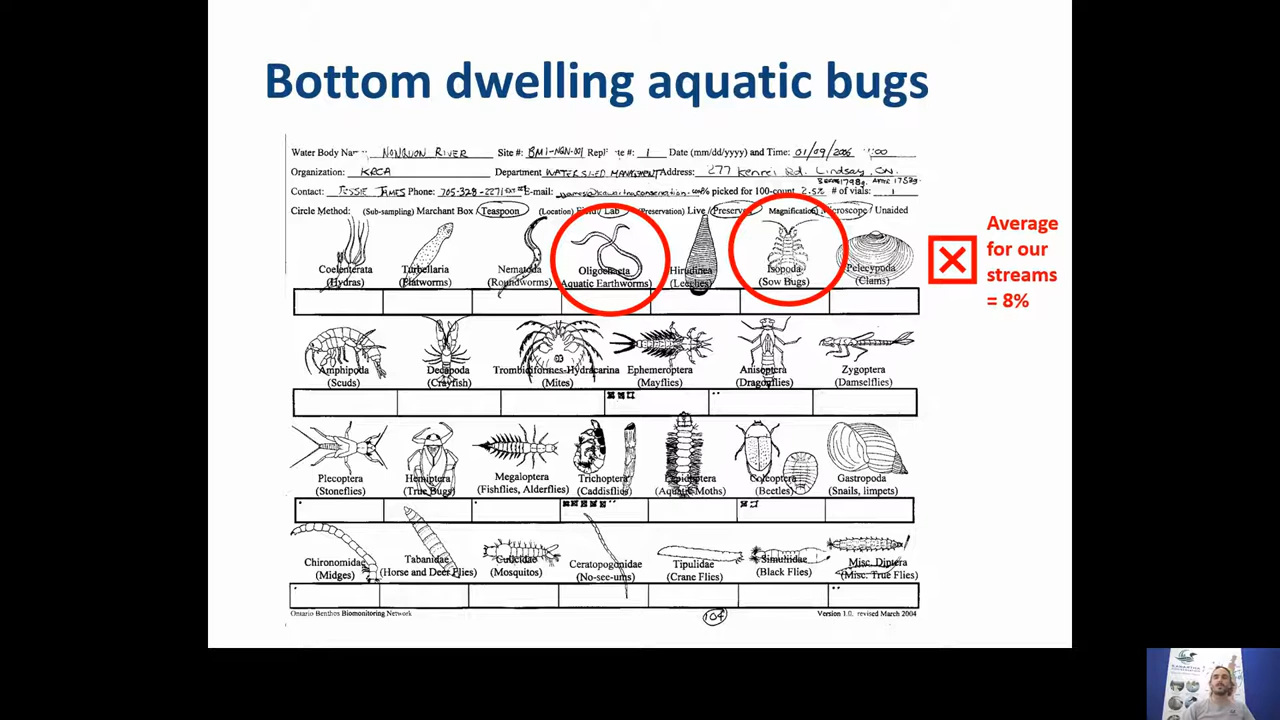 Bottom dwelling aquatic bugs
Water Body Name NONQUON RIVER Site #: BM1-NQN-001 Replicate #: 1 Date (mm/dd/yyyy) and Time: 01/09/2006
Organization: KRCA Department WATERSHED MANAGEMENT Address: 277 Kenrei Rd. Lindsay, ON.
Contact: JESSIE JAMES Phone: 705-328-2271 E-mail: % picked for 100-count 2.5% # of vials: 1
Circle Method: (Sub-sampling) Marchant Box / Teaspoon (Location) Field / Lab (Preservation) Live / Preserved Magnification) Microscope / Unaided
Average
for our
streams
= 8%
Coelenterata Turbellaria Nematoda Oligochaeta Hirudinea Isopoda Pelecypoda
(Hydras) (Flatworms) (Roundworms) (Aquatic Earthworms) (Leeches) (Sow Bugs) (Clams)
Amphipoda Decapoda Trombidiformes-Hydracarina Ephemeroptera Anisoptera Zygoptera
(Scuds) (Crayfish) (Mites) (Mayflies) (Dragonflies) (Damselflies)
Plecoptera Hemiptera Megaloptera Trichoptera Lepidoptera Coleoptera Gastropoda
(Stoneflies) (True Bugs) (Fishflies, Alderflies) (Caddisflies) (Aquatic Moths) (Beetles) (Snails, limpets)
Chironomidae Tabanidae Culicidae Ceratopogonidae Tipulidae Simuliidae Misc. Diptera
(Midges) (Horse and Deer Flies) (Mosquitos) (No-see-ums) (Crane Flies) (Black Flies) (Misc. True Flies)
Ontario Benthos Biomonitoring Network 104 Version 1.0. revised March 2004